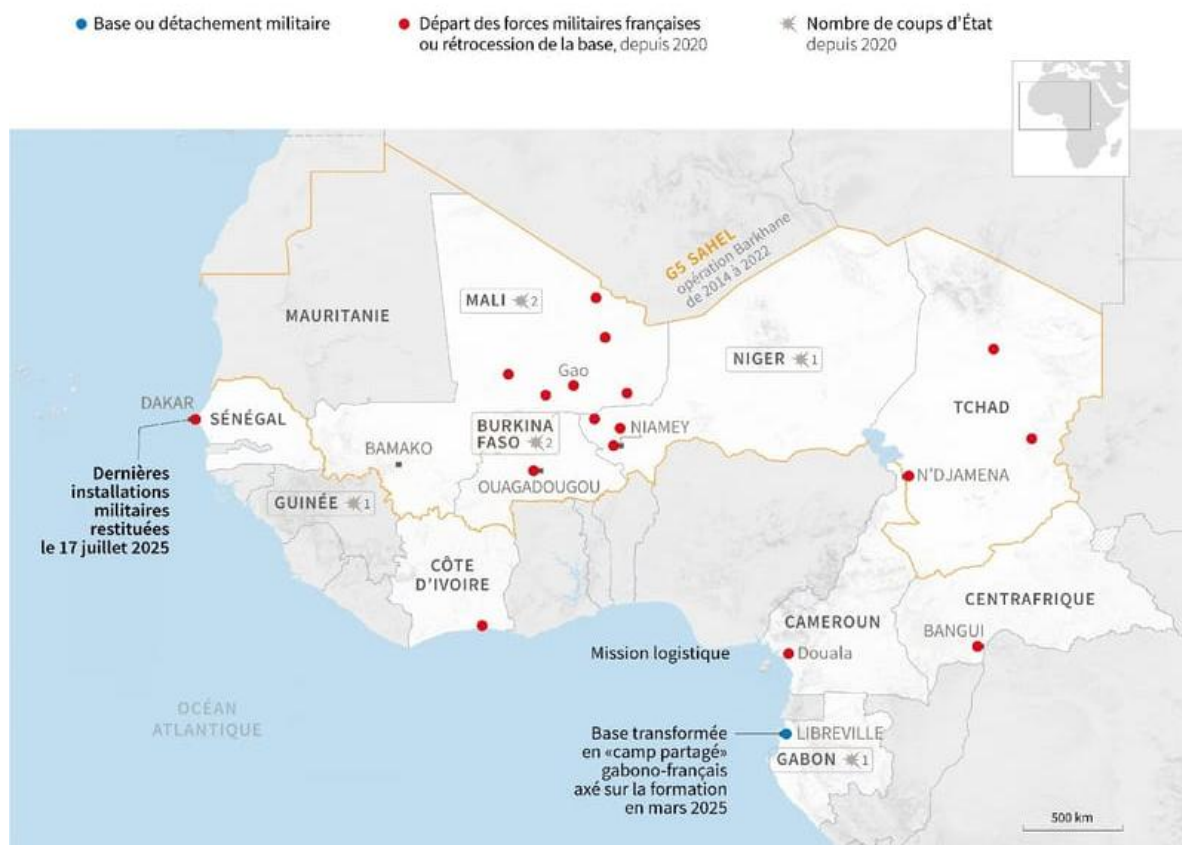 Base ou détachement militaire
Départ des forces militaires françaises
ou rétrocession de la base, depuis 2020
Nombre de coups d'État
depuis 2020
G5 SAHEL
opération Barkhane
de 2014 à 2022
MALI 2
MAURITANIE
NIGER 1
Gao
TCHAD
DAKAR
SÉNÉGAL
BURKINA
FASO 2
NIAMEY
BAMAKO
OUAGADOUGOU
N'DJAMENA
Dernières
installations
militaires
restituées
le 17 juillet 2025
GUINÉE 1
CÔTE
D'IVOIRE
CENTRAFRIQUE
CAMEROUN
BANGUI
Mission logistique
Douala
OCÉAN
ATLANTIQUE
Base transformée
en «camp partagé»
gabono-français
axé sur la formation
en mars 2025
LIBREVILLE
GABON 1
500 km